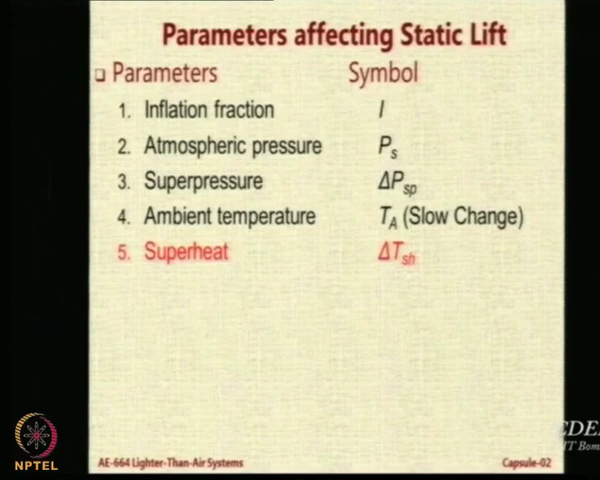 Parameters affecting Static Lift
Parameters Symbol
1. Inflation fraction I
2. Atmospheric pressure Ps
3. Superpressure ΔPsp
4. Ambient temperature TA (Slow Change)
5. Superheat ΔTsh
NPTEL
AE-664 Lighter-Than-Air Systems Capsule-02